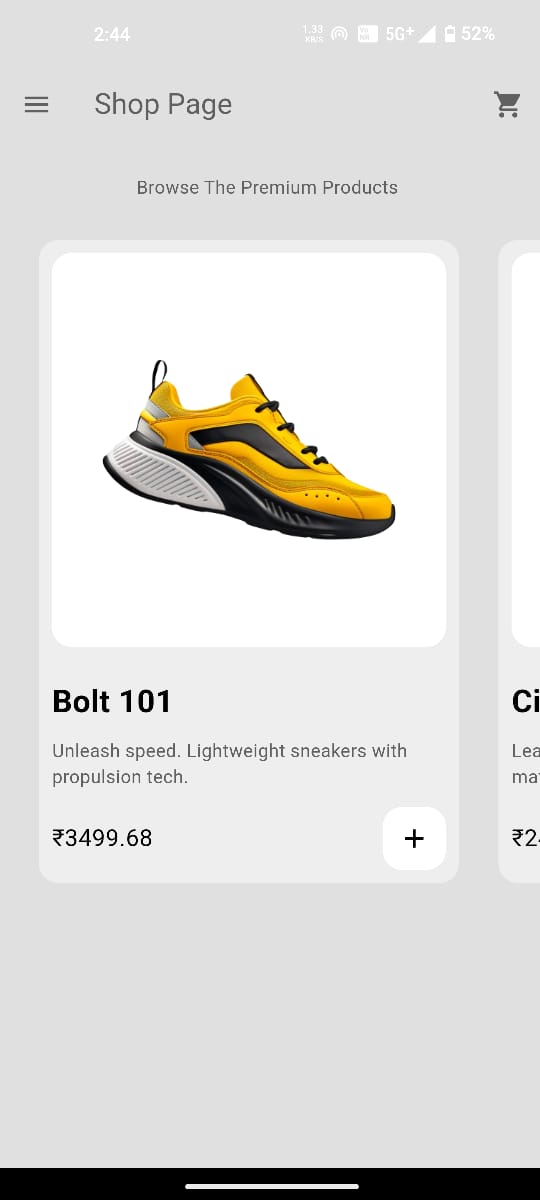 2:44
1.33
KB/S
5G+
52%
Shop Page
Browse The Premium Products
Bolt 101
Unleash speed. Lightweight sneakers with
propulsion tech.
₹3499.68
+
Ci
Lea
₹2